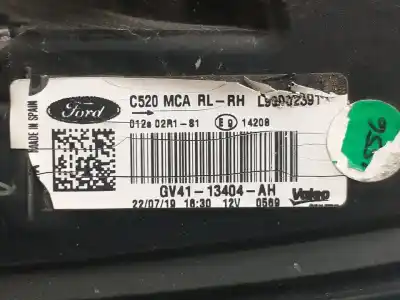 MADE IN SPAIN
Ford
C520 MCA RL-RH
012a 02R1-S1 E9 14208
GV41-13404-AH
22/07/19 16:30 12V 0569
Valeo